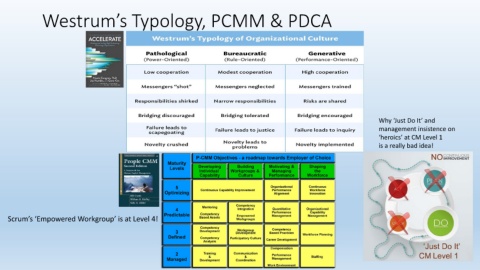 Westrum's Typology, PCMM & PDCA
ACCELERATE
Westrum's Typology of Organizational Culture
Pathological
(Power-Oriented)
Bureaucratic
(Rule-Oriented)
Generative
(Performance-Oriented)
Low cooperation
Modest cooperation
High cooperation
Messengers "shot"
Messengers neglected
Messengers trained
Responsibilities shirked
Narrow responsibilities
Risks are shared
Bridging discouraged
Bridging tolerated
Bridging encouraged
Failure leads to
scapegoating
Failure leads to justice
Failure leads to inquiry
Novelty crushed
Novelty leads to
problems
Novelty implemented
Why 'Just Do It' and
management insistence on
'heroics' at CM Level 1
is a really bad idea!
People CMM
Scrum's 'Empowered Workgroup' is at Level 4!
P-CMM Objectives - a roadmap towards Employer of Choice
Maturity
Levels
Developing
Individual
Capability
Building
Workgroups &
Culture
Motivating &
Managing
Performance
Shaping
the
Workforce
5
Optimizing
Continuous Capability Improvement
Organizational
Performance
Alignment
Continuous
Workforce
Innovation
4
Predictable
Mentoring
Competency
Based Assets
Competency
Integration
Empowered
Workgroups
Quantitative
Performance
Management
Organizational
Capability
Management
3
Defined
Competency
Development
Competency
Analysis
Workgroup
Development
Participatory Culture
Competency
Based Practices
Career Development
Workforce Planning
2
Managed
Training
and
Development
Communication
&
Coordination
Compensation
Performance
Management
Work Environment
Staffing
NO
DO
'Just Do It'
CM Level 1